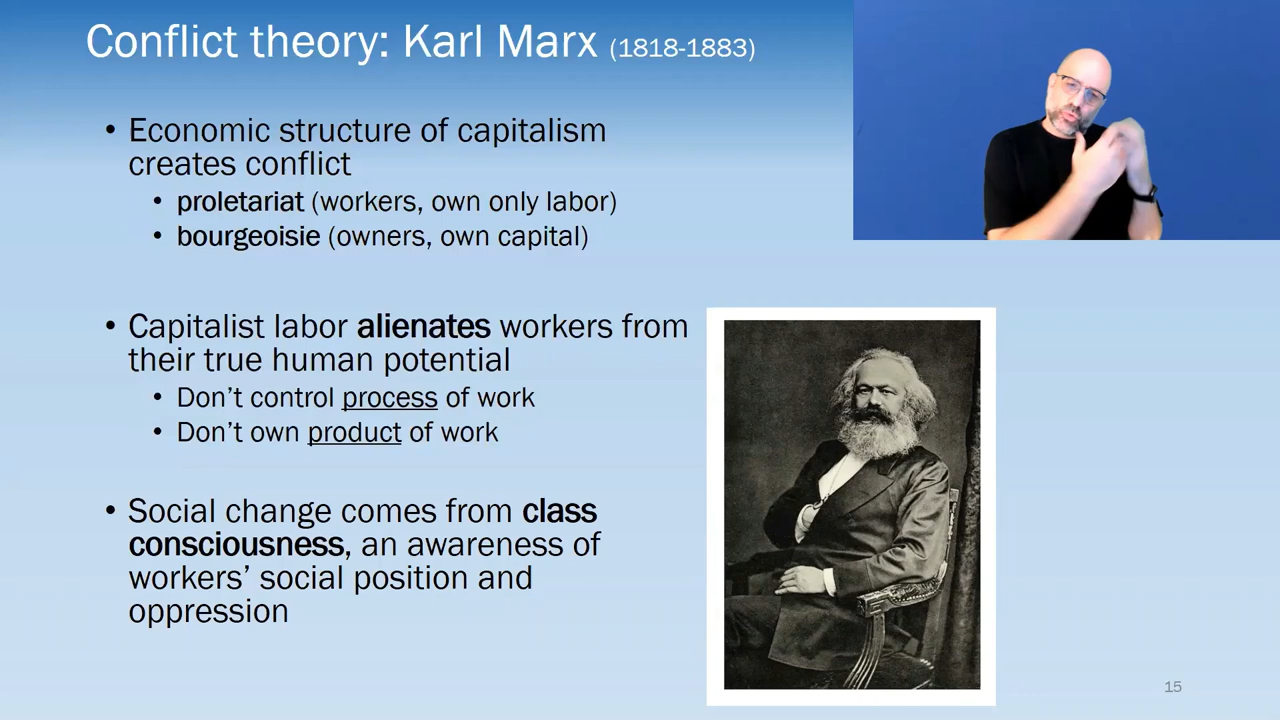 Conflict theory: Karl Marx (1818-1883)
• Economic structure of capitalism
creates conflict
• proletariat (workers, own only labor)
• bourgeoisie (owners, own capital)
• Capitalist labor alienates workers from
their true human potential
• Don't control process of work
• Don't own product of work
• Social change comes from class
consciousness, an awareness of
workers' social position and
oppression
15